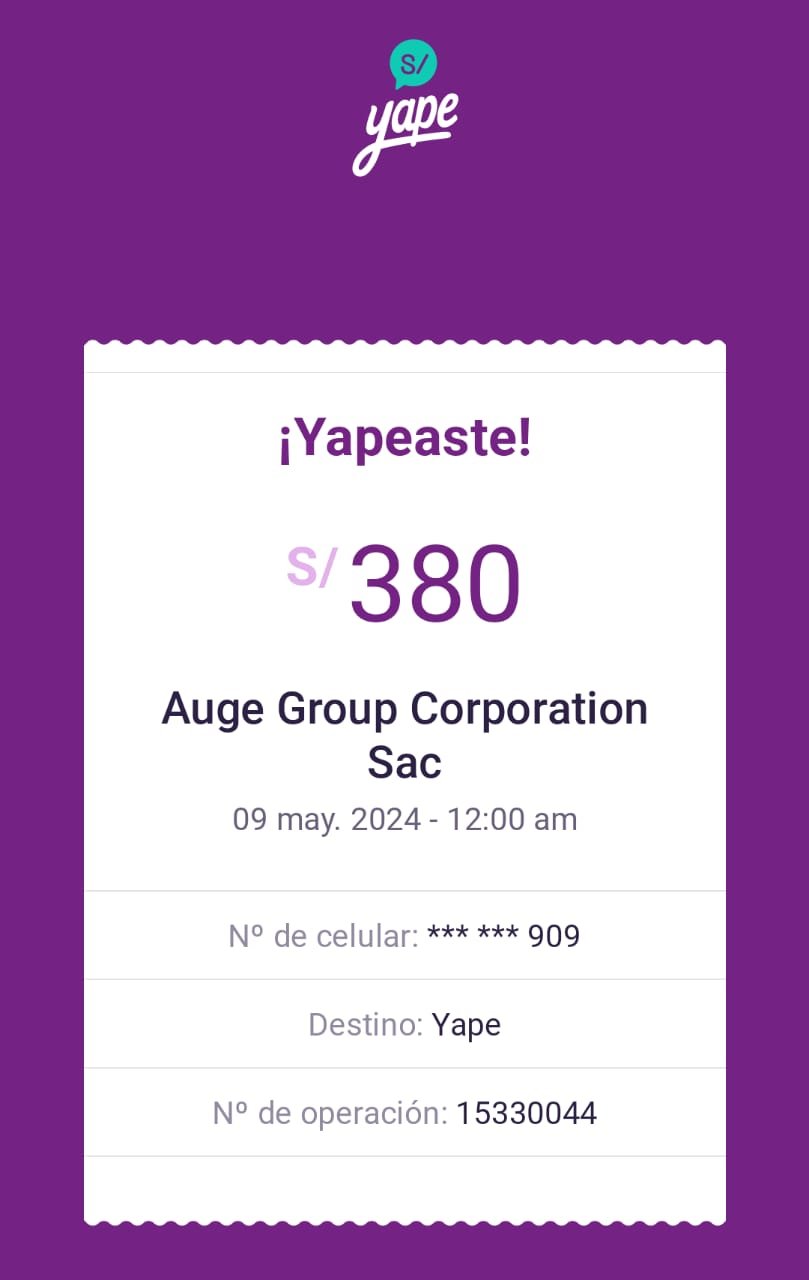 S/
yape
¡Yapeaste!
S/ 380
Auge Group Corporation
Sac
09 may. 2024 - 12:00 am
Nº de celular: *** *** 909
Destino: Yape
Nº de operación: 15330044